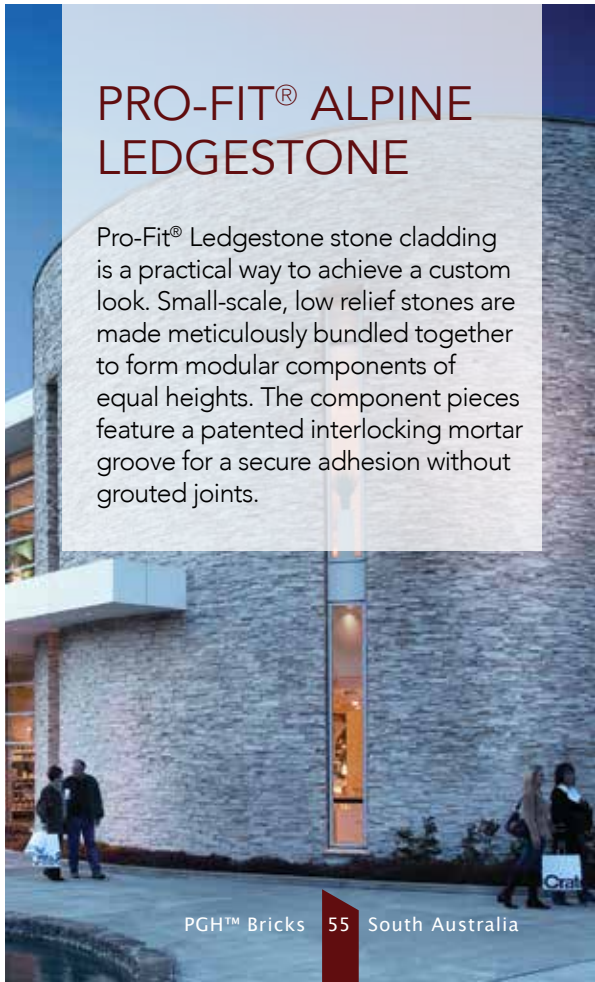 PRO-FIT® ALPINE
LEDGESTONE
Pro-Fit® Ledgestone stone cladding
is a practical way to achieve a custom
look. Small-scale, low relief stones are
made meticulously bundled together
to form modular components of
equal heights. The component pieces
feature a patented interlocking mortar
groove for a secure adhesion without
grouted joints.
Crat
PGH™ Bricks 55 South Australia